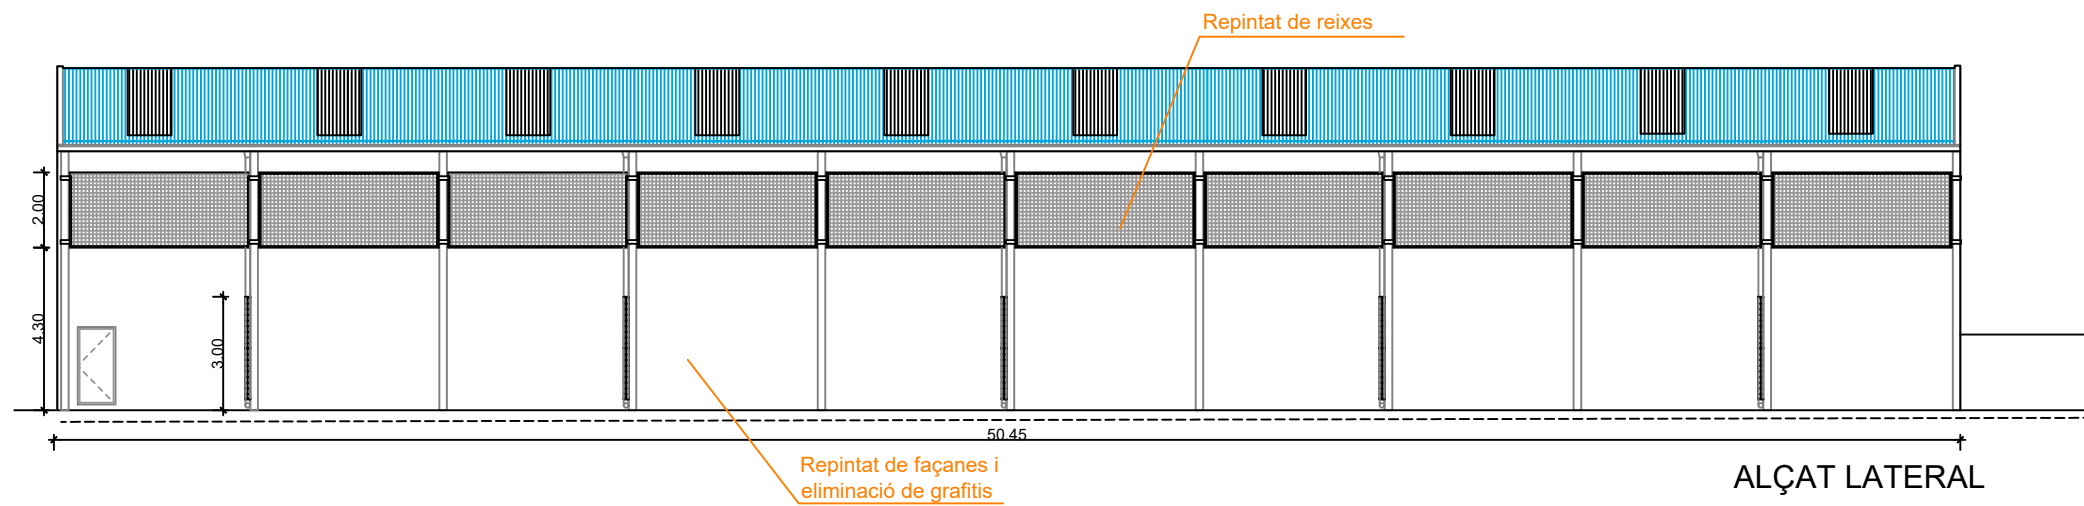 Repintat de reixes
2.00
4.30
3.00
50.45
Repintat de façanes i
eliminació de grafitis
ALÇAT LATERAL